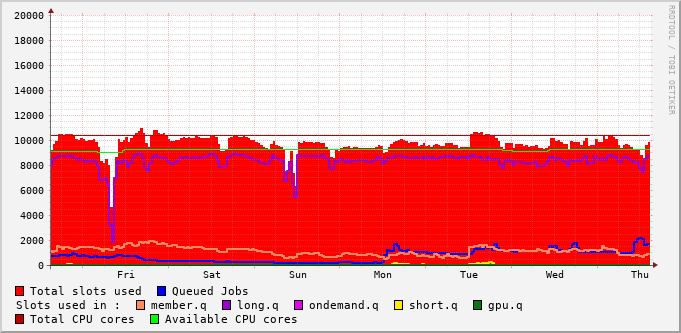 20000
18000
16000
14000
12000
10000
8000
6000
4000
2000
0
Fri Sat Sun Mon Tue Wed Thu
RRDTOOL / TOBI OETIKER
Total slots used Queued Jobs
Slots used in : member.q long.q ondemand.q short.q gpu.q
Total CPU cores Available CPU cores